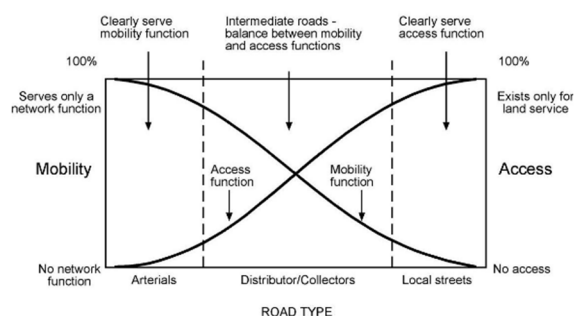 Clearly serve
mobility function
Intermediate roads -
balance between mobility
and access functions
Clearly serve
access function
100%
100%
Serves only a
network function
Exists only for
land service
Mobility
Access
function
Mobility
function
Access
No network
function
No access
Arterials
Distributor/Collectors
Local streets
ROAD TYPE